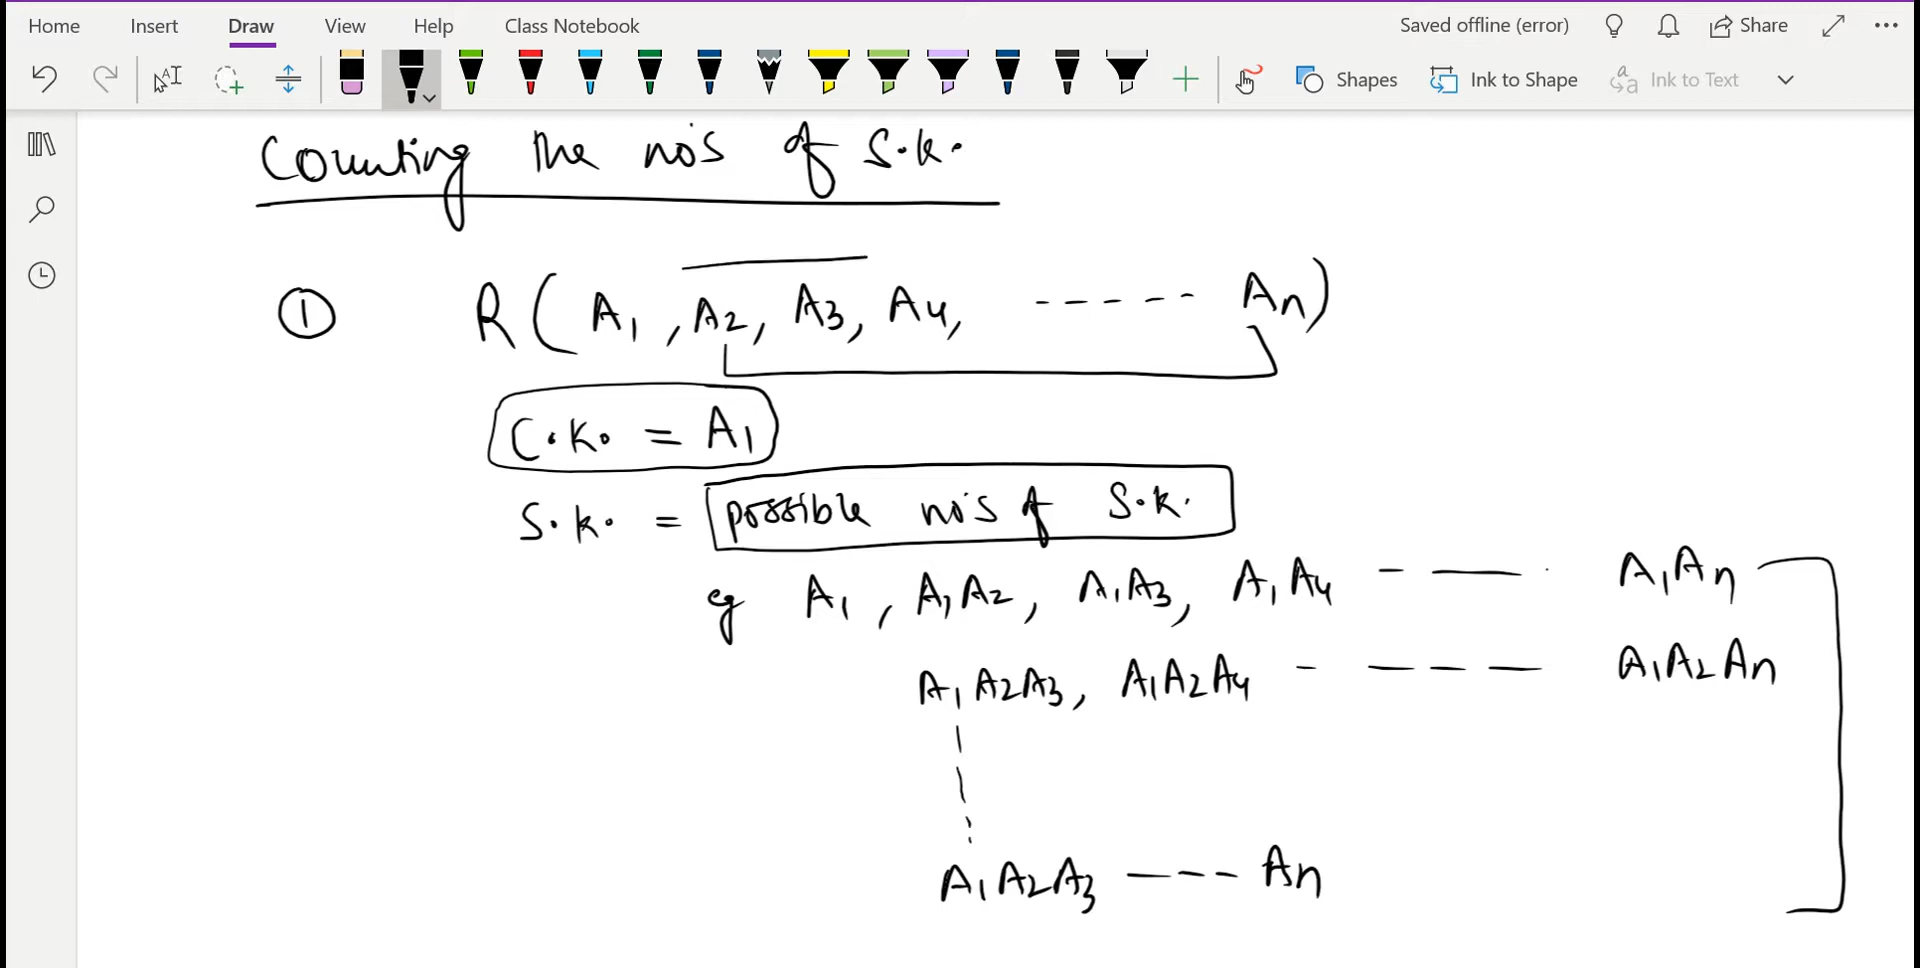 Home Insert Draw View Help Class Notebook Saved offline (error) Share
Shapes Ink to Shape Ink to Text
Counting the no's of S.K.
① R( A1, A2, A3, A4, ----- An)
C.K. = A1
S.K. = possible no's of S.K.
eg A1, A1A2, A1A3, A1A4 - — A1An
A1A2A3, A1A2A4 - — — — A1A2An
A1A2A3 --- An